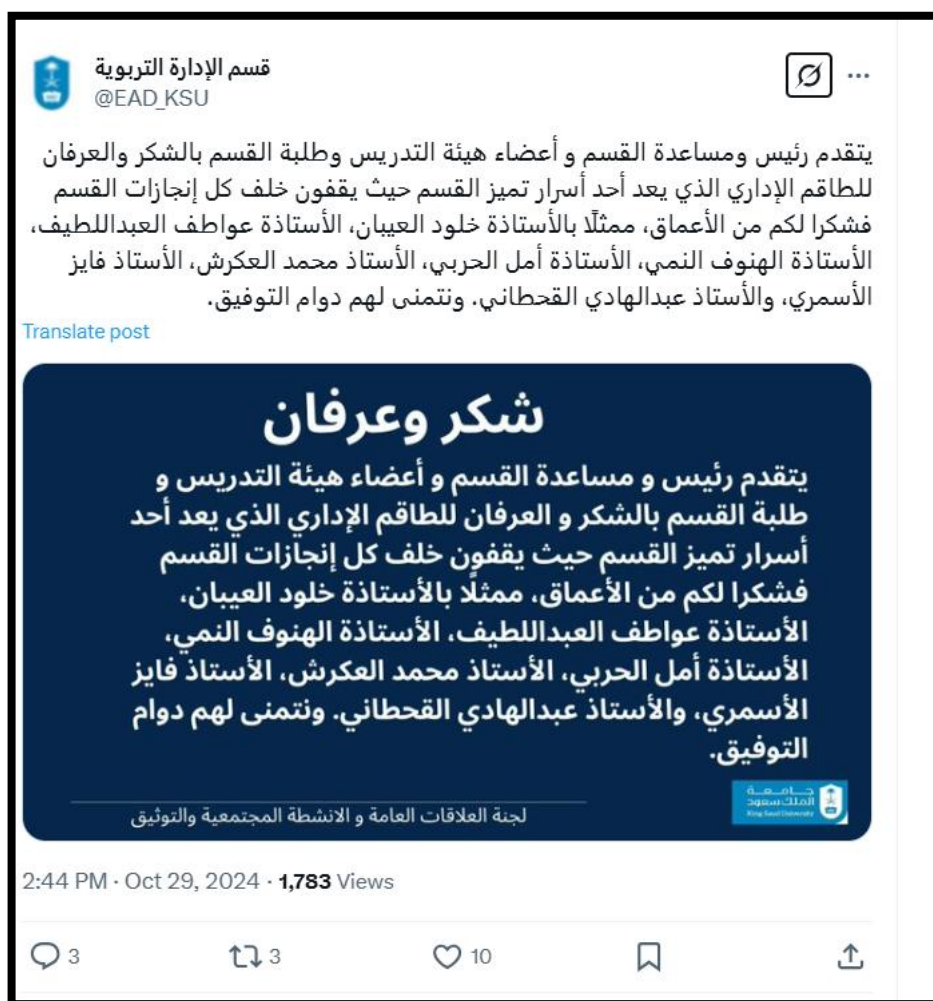 قسم الإدارة التربوية
@EAD_KSU
يتقدم رئيس ومساعدة القسم و أعضاء هيئة التدريس وطلبة القسم بالشكر والعرفان
للطاقم الإداري الذي يعد أحد أسرار تميز القسم حيث يقفون خلف كل إنجازات القسم
فشكرا لكم من الأعماق، ممثلًا بالأستاذة خلود العيبان، الأستاذة عواطف العبداللطيف،
الأستاذة الهنوف النمي، الأستاذة أمل الحربي، الأستاذ محمد العكرش، الأستاذ فايز
الأسمري، والأستاذ عبدالهادي القحطاني. ونتمنى لهم دوام التوفيق.
Translate post
شكر وعرفان
يتقدم رئيس و مساعدة القسم و أعضاء هيئة التدريس و
طلبة القسم بالشكر و العرفان للطاقم الإداري الذي يعد أحد
أسرار تميز القسم حيث يقفون خلف كل إنجازات القسم
فشكرا لكم من الأعماق، ممثلًا بالأستاذة خلود العيبان،
الأستاذة عواطف العبداللطيف، الأستاذة الهنوف النمي،
الأستاذة أمل الحربي، الأستاذ محمد العكرش، الأستاذ فايز
الأسمري، والأستاذ عبدالهادي القحطاني. ونتمنى لهم دوام
التوفيق.
جامعة
الملك سعود
King Saud University
لجنة العلاقات العامة و الانشطة المجتمعية والتوثيق
2:44 PM · Oct 29, 2024 · 1,783 Views
3 3 10